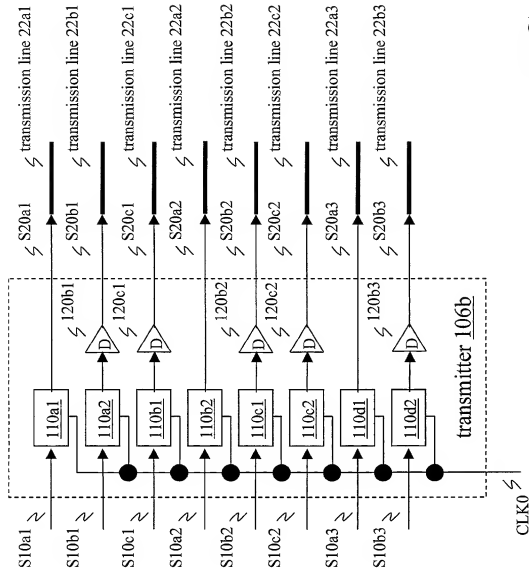 S10a1
110a1
S20a1
transmission line 22a1
S10b1
110a2
D
120b1
S20b1
transmission line 22b1
S10c1
110b1
D
120c1
S20c1
transmission line 22c1
S10a2
110b2
S20a2
transmission line 22a2
S10b2
110c1
D
120b2
S20b2
transmission line 22b2
S10c2
110c2
D
120c2
S20c2
transmission line 22c2
S10a3
110d1
S20a3
transmission line 22a3
S10b3
110d2
D
120b3
S20b3
transmission line 22b3
transmitter 106b
CLK0